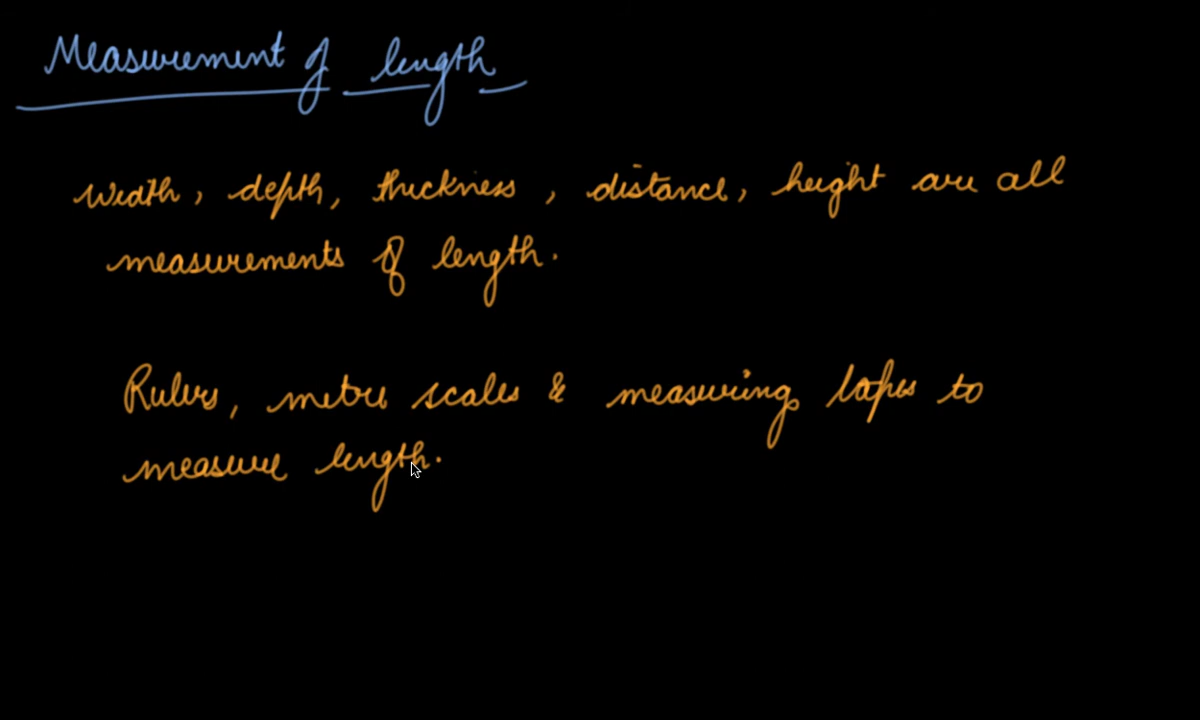 Measurement of length
Width, depth, thickness, distance, height are all
measurements of length.
Rulers, metre scales & measuring tapes to
measure length.